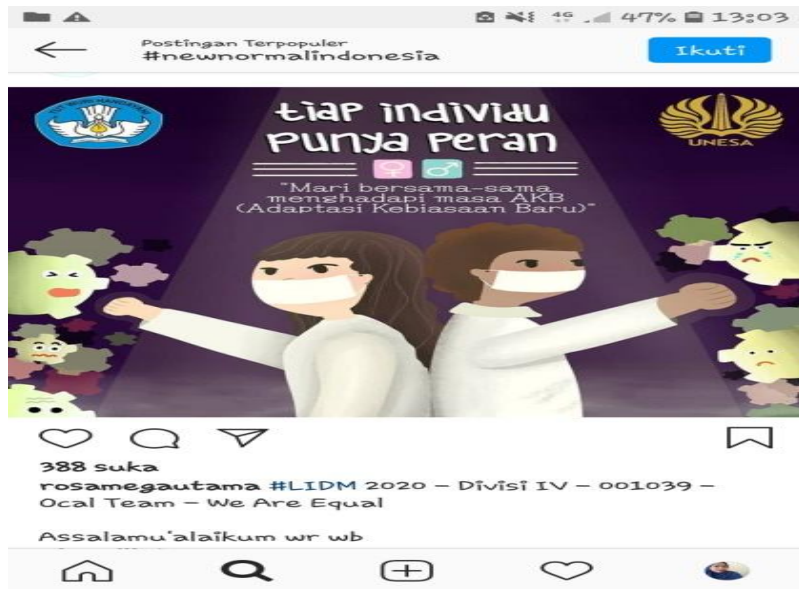 4G 47% 13:03
Postingan Terpopuler
#newnormalindonesia
Ikuti
tiap individu
punya peran
UNESA
"Mari bersama-sama
menghadapi masa AKB
(Adaptasi Kebiasaan Baru)"
388 suka
rosamegautama #LIDM 2020 – Divisi IV – 001039 –
Ocal Team – We Are Equal
Assalamu'alaikum wr wb